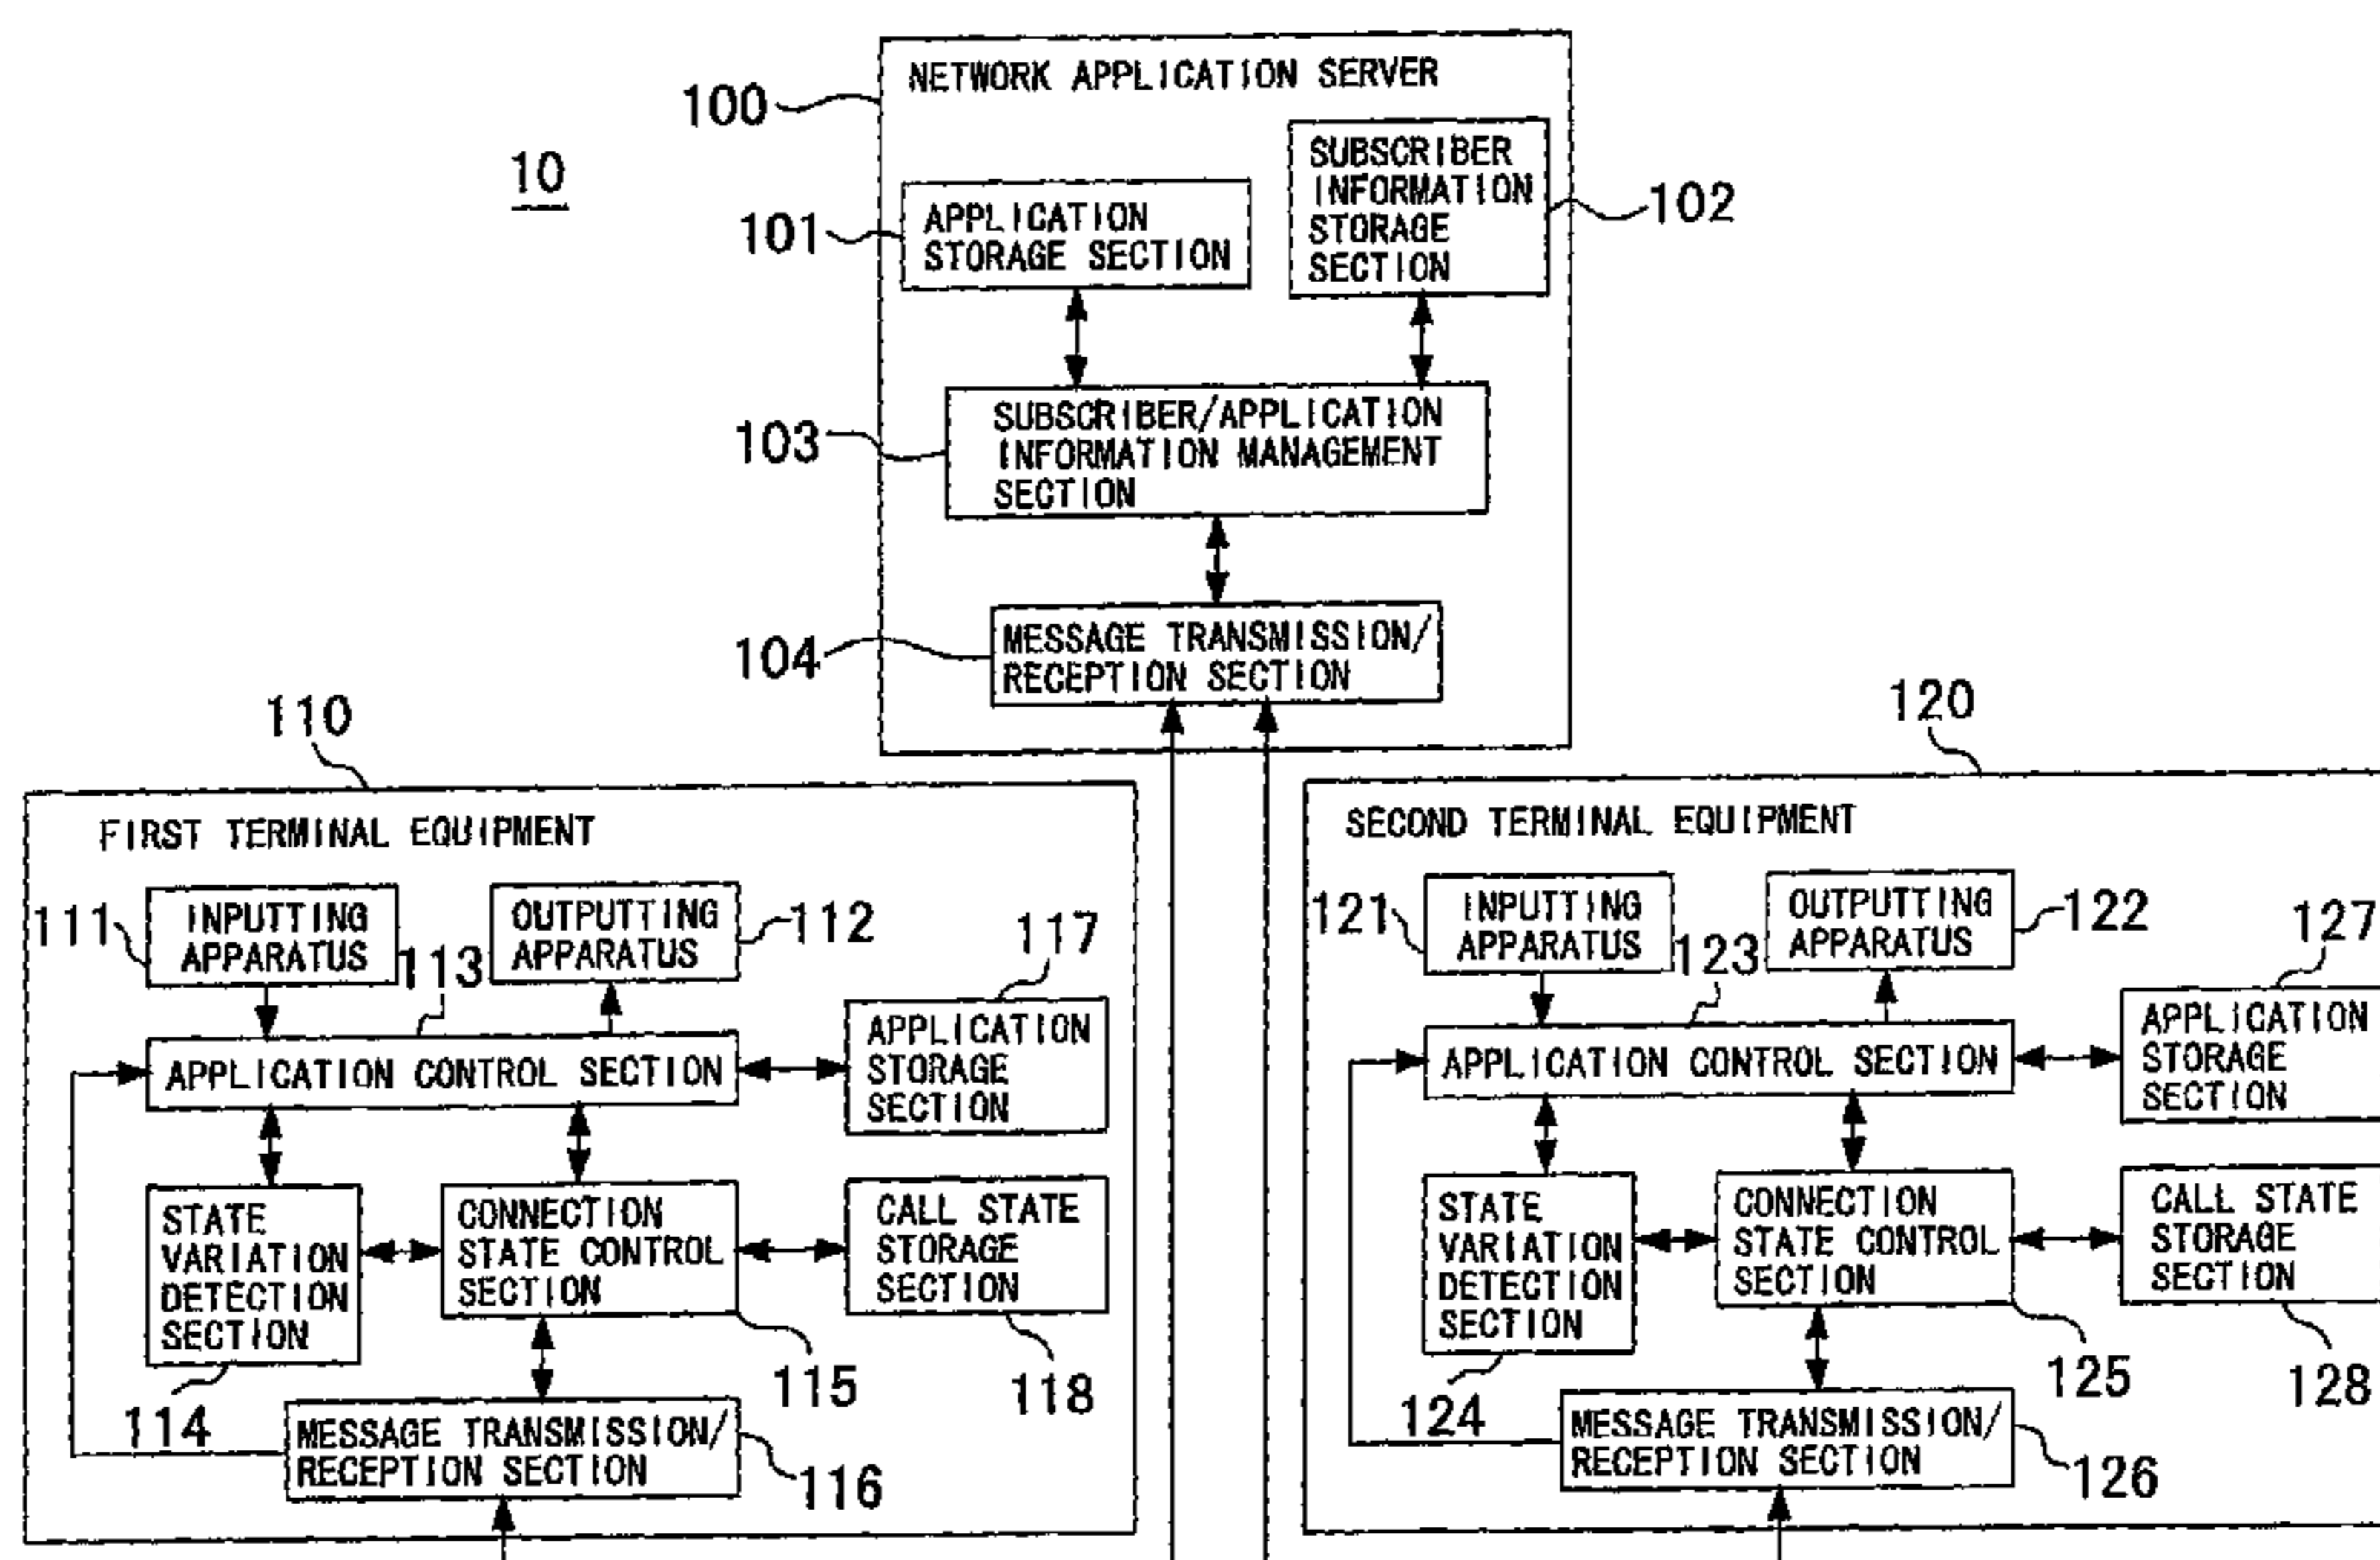 10
100
NETWORK APPLICATION SERVER
101
APPLICATION
STORAGE SECTION
SUBSCRIBER
INFORMATION
STORAGE
SECTION
102
103
SUBSCRIBER/APPLICATION
INFORMATION MANAGEMENT
SECTION
104
MESSAGE TRANSMISSION/
RECEPTION SECTION
110
FIRST TERMINAL EQUIPMENT
111
INPUTTING
APPARATUS
113
OUTPUTTING
APPARATUS
112
117
APPLICATION CONTROL SECTION
APPLICATION
STORAGE
SECTION
STATE
VARIATION
DETECTION
SECTION
114
CONNECTION
STATE CONTROL
SECTION
115
CALL STATE
STORAGE
SECTION
118
MESSAGE TRANSMISSION/
RECEPTION SECTION
116
120
SECOND TERMINAL EQUIPMENT
121
INPUTTING
APPARATUS
123
OUTPUTTING
APPARATUS
122
127
APPLICATION CONTROL SECTION
APPLICATION
STORAGE
SECTION
STATE
VARIATION
DETECTION
SECTION
124
CONNECTION
STATE CONTROL
SECTION
125
CALL STATE
STORAGE
SECTION
128
MESSAGE TRANSMISSION/
RECEPTION SECTION
126